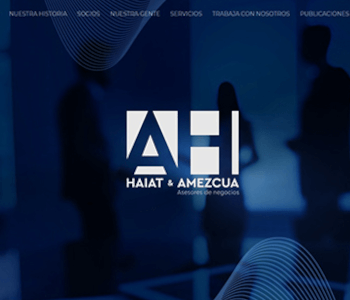 NUESTRA HISTORIA SOCIOS NUESTRA GENTE SERVICIOS TRABAJA CON NOSOTROS PUBLICACIONES
AH
HAIAT & AMEZCUA
Asesores de negocios